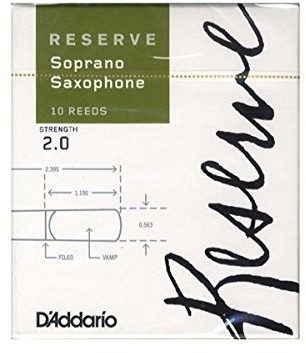 RESERVE
Soprano
Saxophone
10 REEDS
STRENGTH
2.0
2.395
1.190
0.563
FILED
VAMP
D'Addario
Reserve